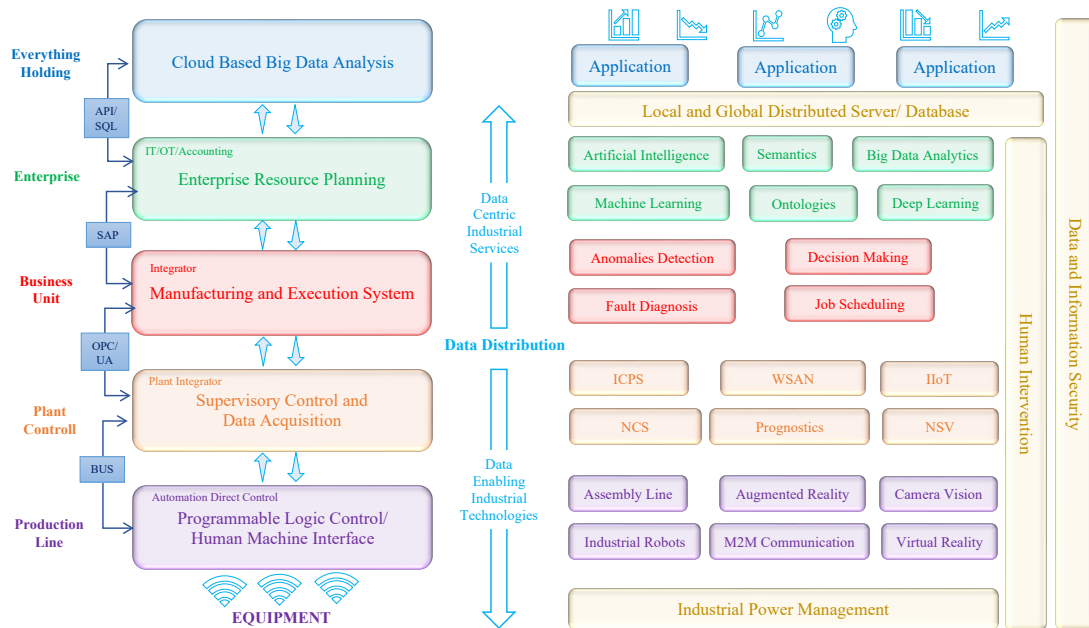 Everything
Holding
API/
SQL
Enterprise
SAP
Business
Unit
OPC/
UA
Plant
Controll
BUS
Production
Line
Cloud Based Big Data Analysis
IT/OT/Accounting
Enterprise Resource Planning
Integrator
Manufacturing and Execution System
Plant Integrator
Supervisory Control and
Data Acquisition
Automation Direct Control
Programmable Logic Control/
Human Machine Interface
EQUIPMENT
Data
Centric
Industrial
Services
Data Distribution
Data
Enabling
Industrial
Technologies
Application
Application
Application
Local and Global Distributed Server/ Database
Artificial Intelligence
Semantics
Big Data Analytics
Machine Learning
Ontologies
Deep Learning
Anomalies Detection
Decision Making
Fault Diagnosis
Job Scheduling
ICPS
WSAN
IIoT
NCS
Prognostics
NSV
Assembly Line
Augmented Reality
Camera Vision
Industrial Robots
M2M Communication
Virtual Reality
Industrial Power Management
Human Intervention
Data and Information Security